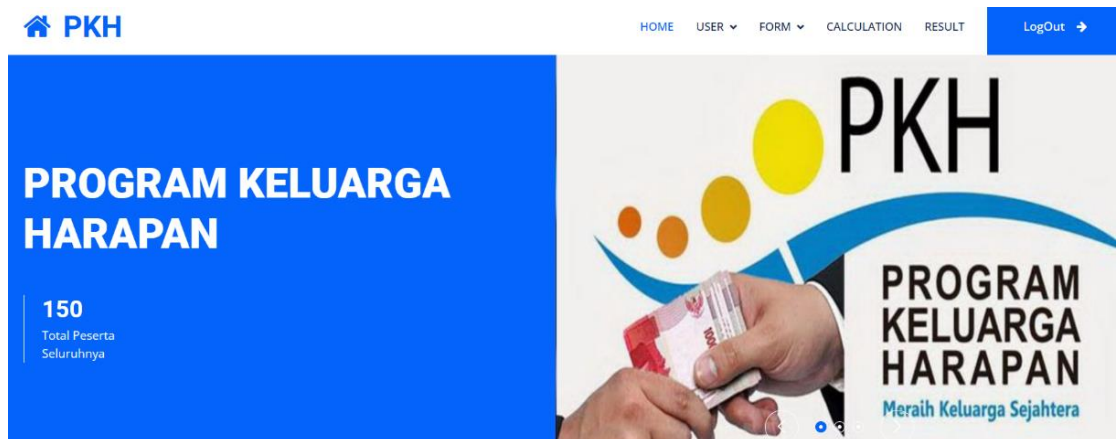 PKH
HOME USER FORM CALCULATION RESULT LogOut
PROGRAM KELUARGA
HARAPAN
150
Total Peserta
Seluruhnya
PKH
PROGRAM
KELUARGA
HARAPAN
Meraih Keluarga Sejahtera